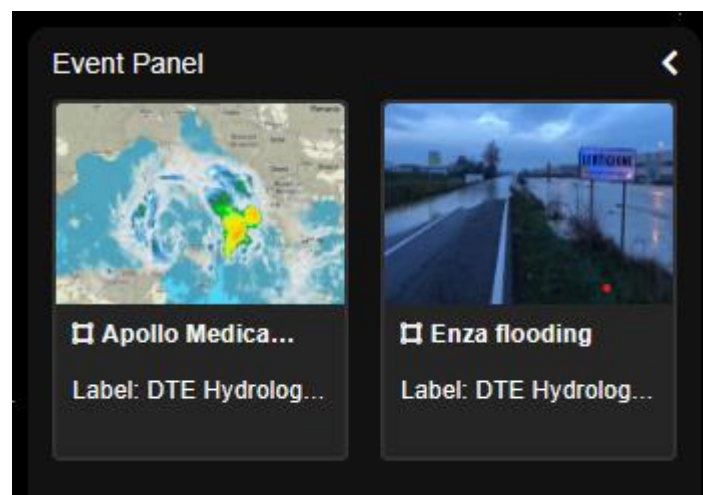 Event Panel
Apollo Medica...
Label: DTE Hydrolog...
Enza flooding
Label: DTE Hydrolog...